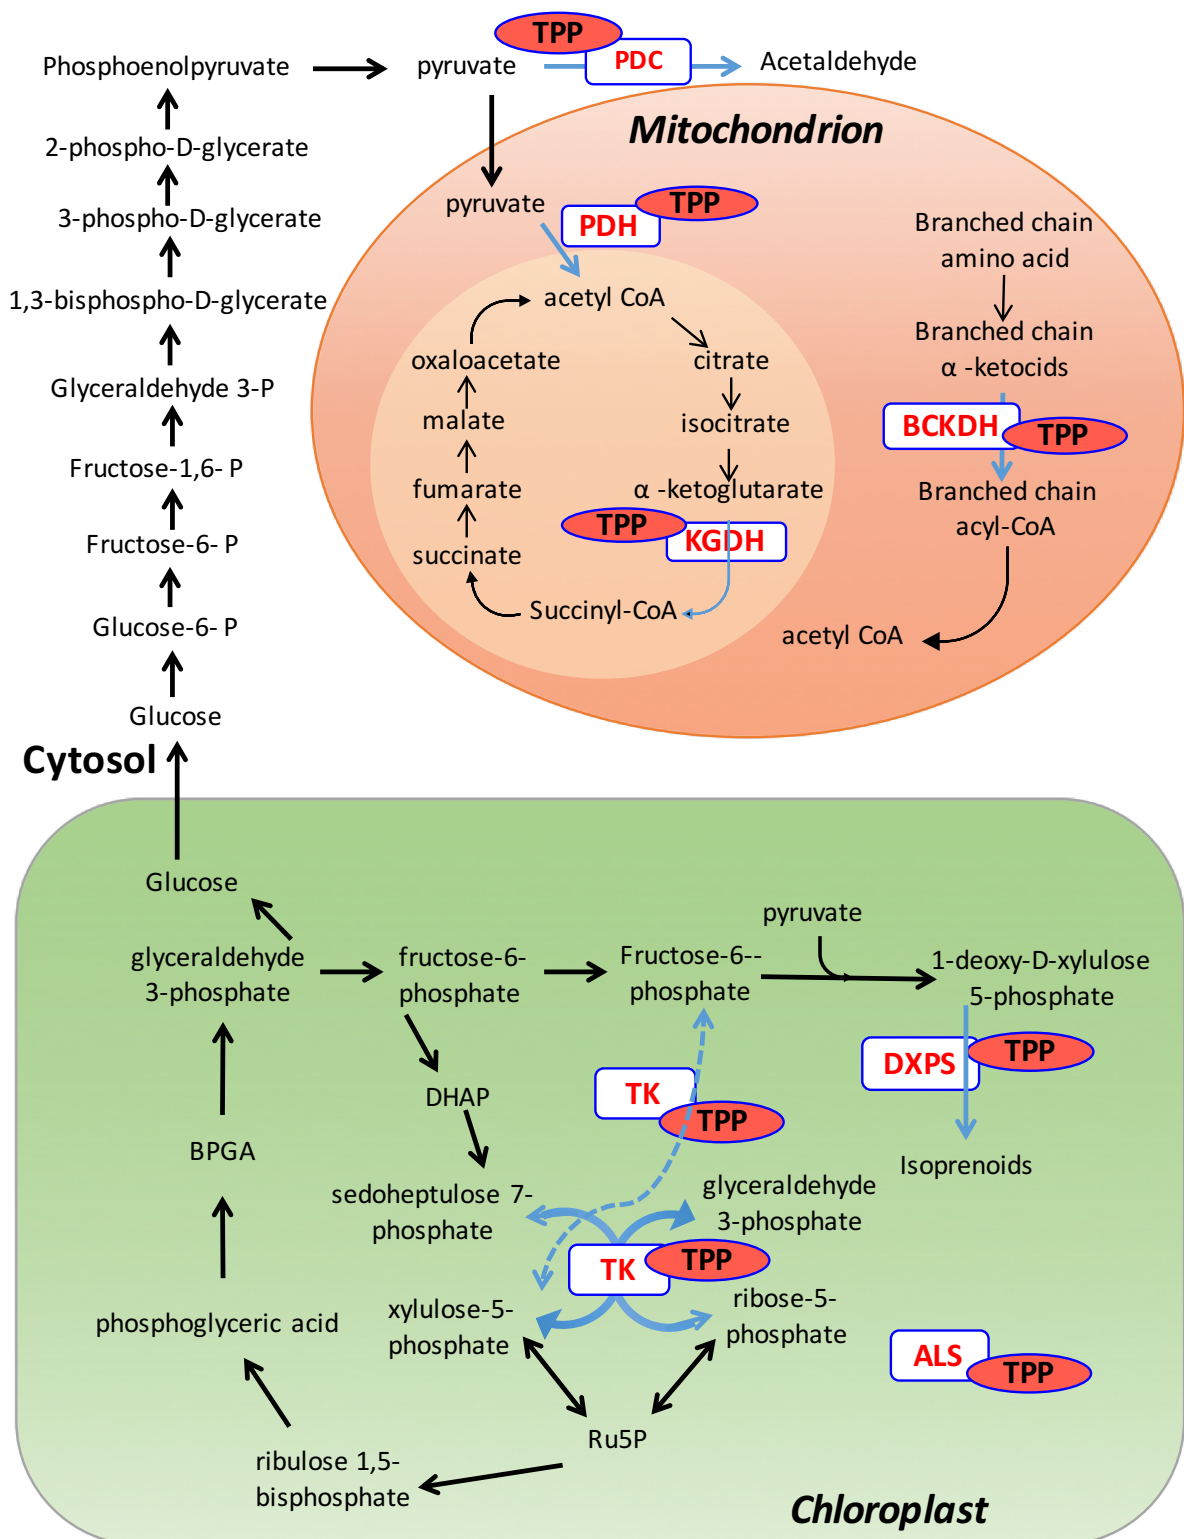 TPP
PDC
Phosphoenolpyruvate
pyruvate
Acetaldehyde
2-phospho-D-glycerate
3-phospho-D-glycerate
1,3-bisphospho-D-glycerate
Glyceraldehyde 3-P
Fructose-1,6- P
Fructose-6- P
Glucose-6- P
Glucose
Cytosol
Mitochondrion
pyruvate
PDH
TPP
acetyl CoA
oxaloacetate
citrate
malate
isocitrate
fumarate
α -ketoglutarate
TPP
KGDH
succinate
Succinyl-CoA
Branched chain
amino acid
Branched chain
α -ketocids
BCKDH
TPP
Branched chain
acyl-CoA
acetyl CoA
Glucose
glyceraldehyde
3-phosphate
fructose-6-
phosphate
Fructose-6--
phosphate
pyruvate
1-deoxy-D-xylulose
5-phosphate
DXPS
TPP
Isoprenoids
DHAP
TK
TPP
BPGA
sedoheptulose 7-
phosphate
glyceraldehyde
3-phosphate
TK
TPP
xylulose-5-
phosphate
ribose-5-
phosphate
phosphoglyceric acid
ALS
TPP
Ru5P
ribulose 1,5-
bisphosphate
Chloroplast